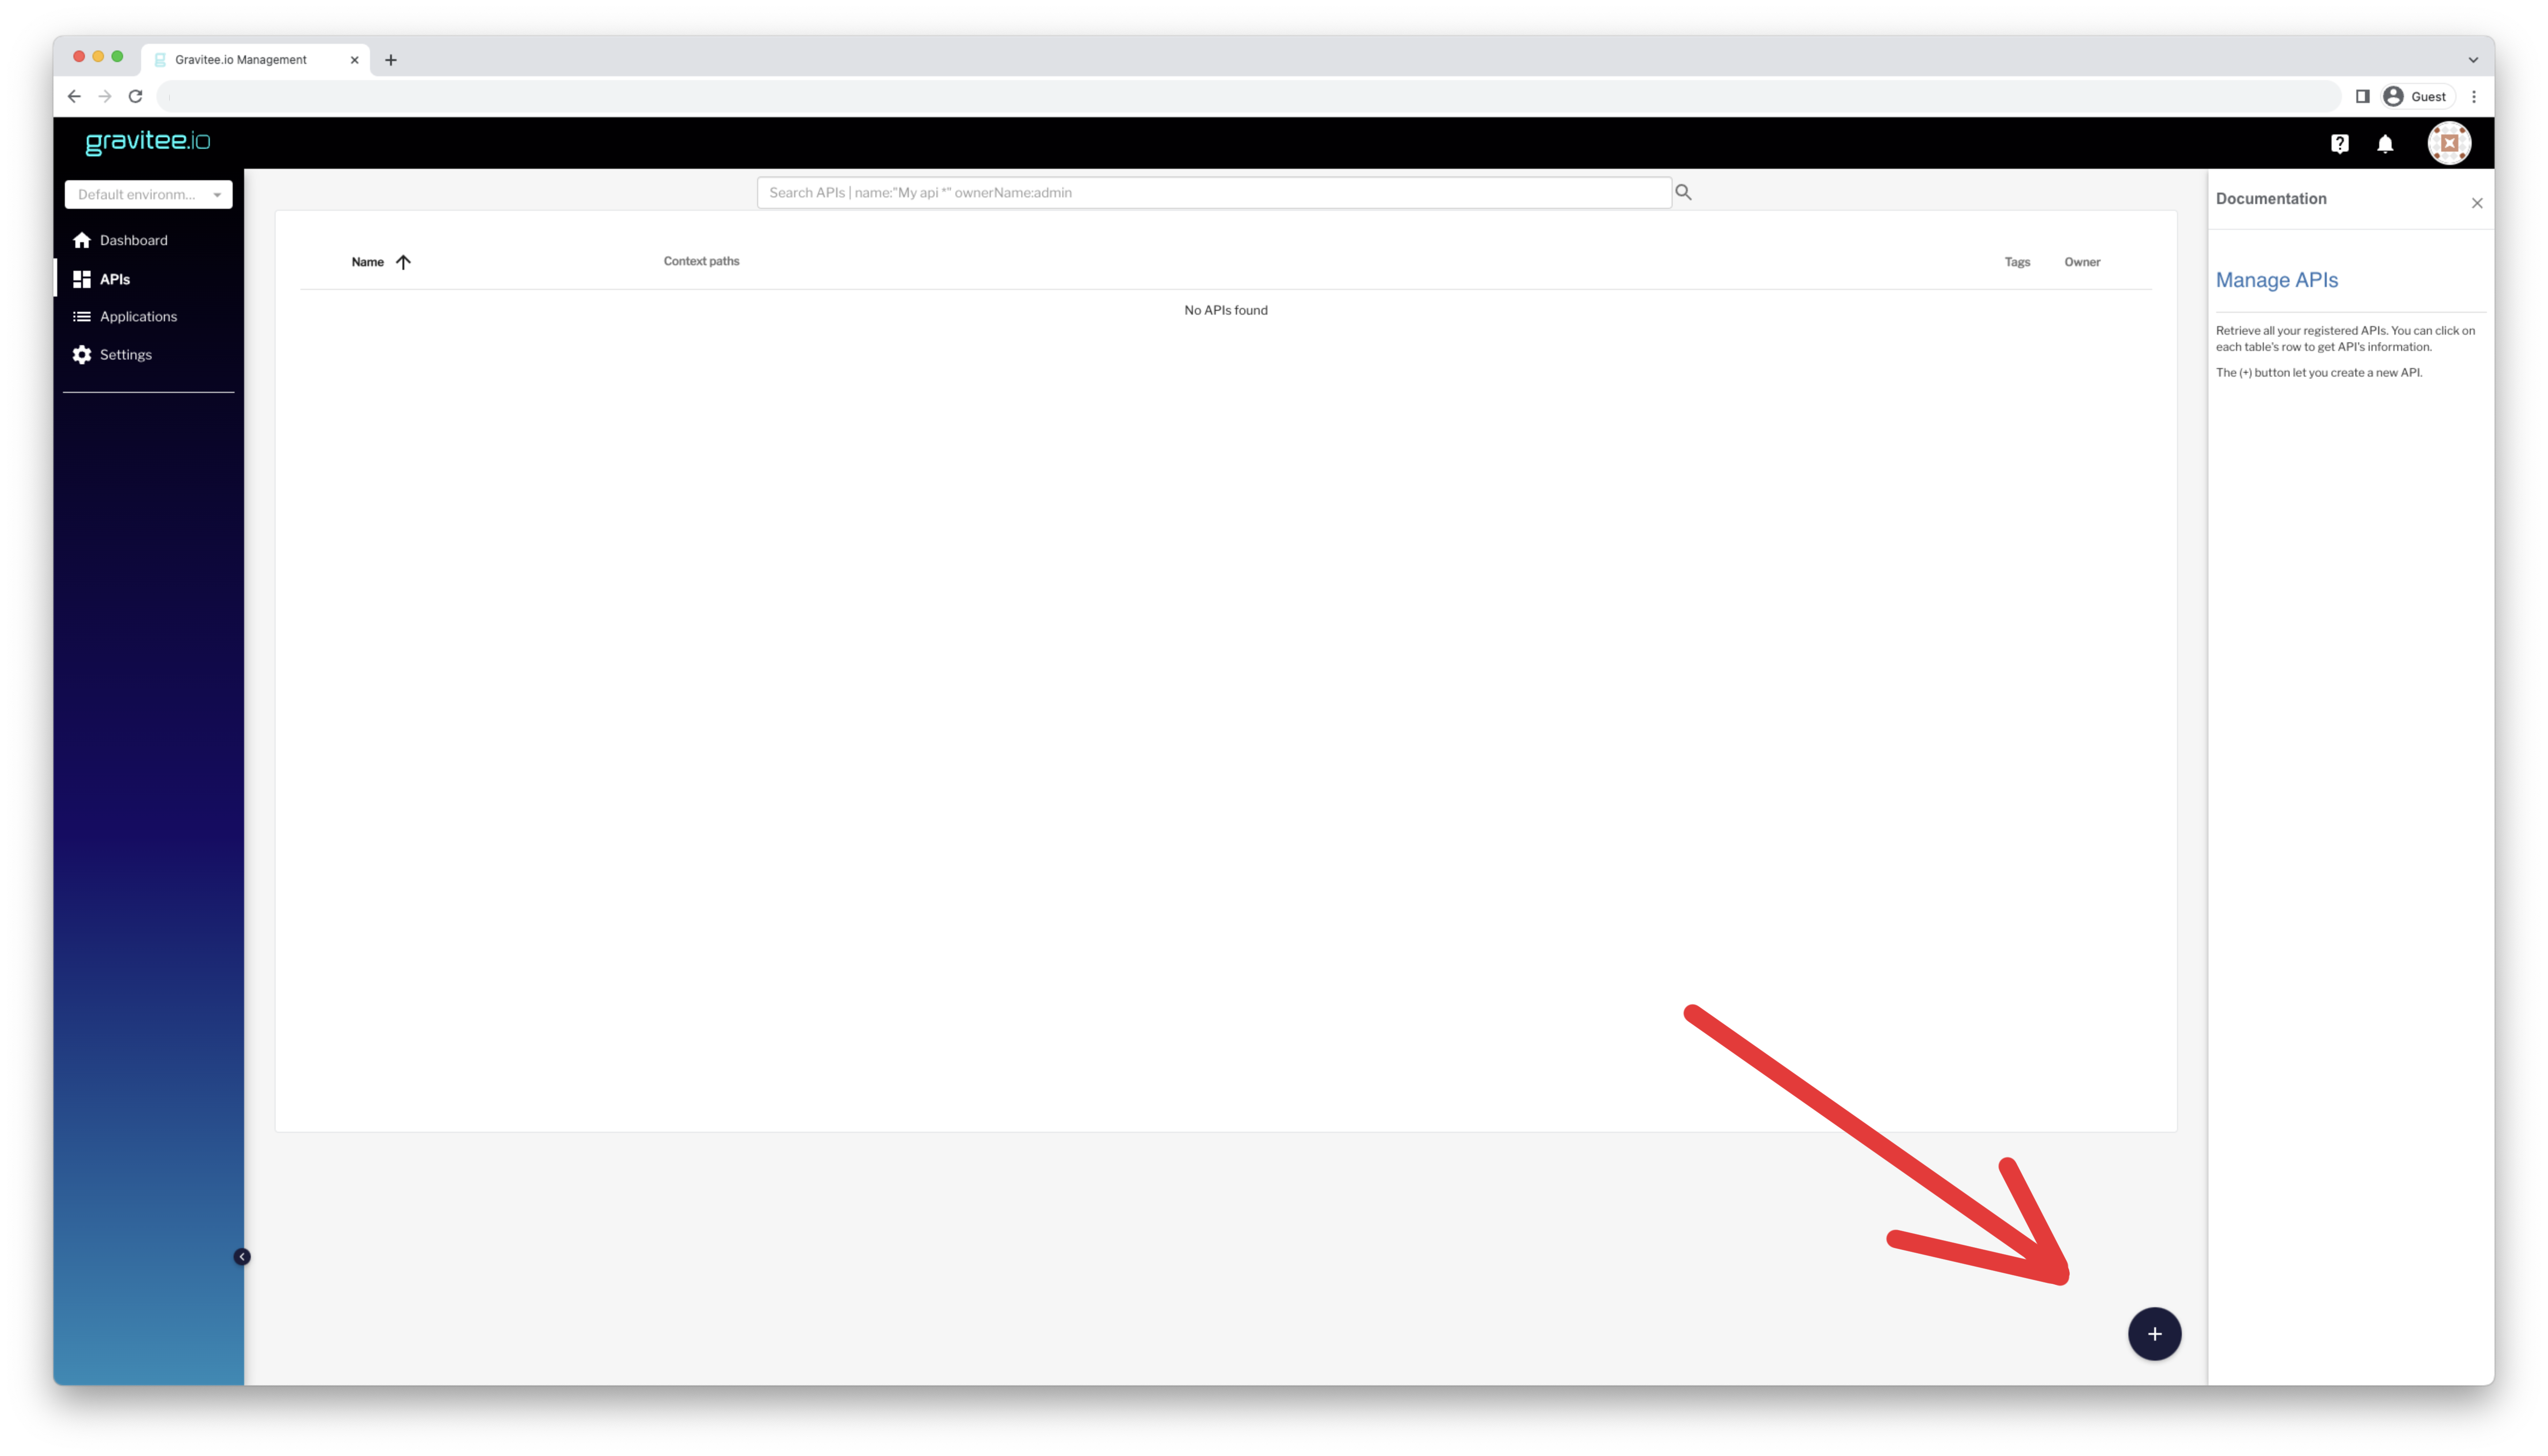 Gravitee.io Management
Guest
gravitee.io
Default environm...
Dashboard
APIs
Applications
Settings
Search APIs | name:"My api *" ownerName:admin
Name
Context paths
Tags
Owner
No APIs found
Documentation
Manage APIs
Retrieve all your registered APIs. You can click on
each table's row to get API's information.
The (+) button let you create a new API.